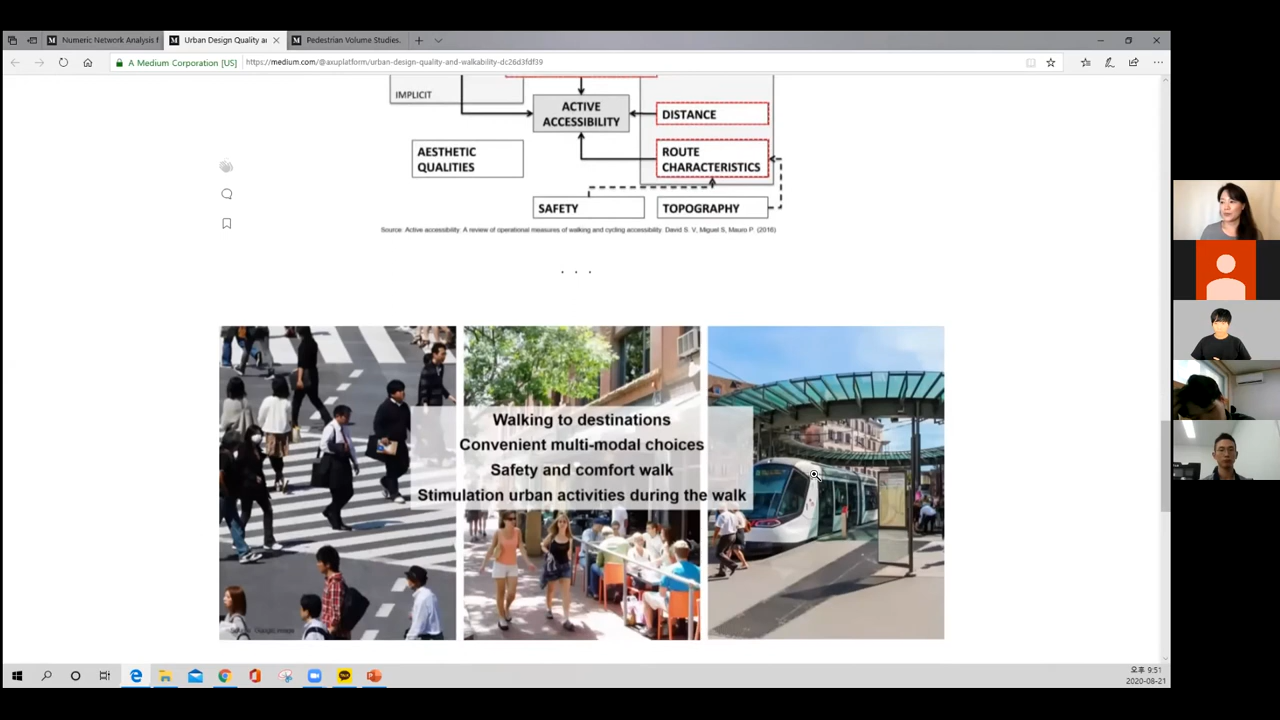 Numeric Network Analysis f
Urban Design Quality an
Pedestrian Volume Studies.
A Medium Corporation [US]
https://medium.com/@axuplatform/urban-design-quality-and-walkability-dc26d3fdf39
IMPLICIT
ACTIVE
ACCESSIBILITY
DISTANCE
AESTHETIC
QUALITIES
ROUTE
CHARACTERISTICS
SAFETY
TOPOGRAPHY
Source: Active accessibility: A review of operational measures of walking and cycling accessibility. David S. V, Miguel S, Mauro P. (2016)
Walking to destinations
Convenient multi-modal choices
Safety and comfort walk
Stimulation urban activities during the walk
오후 9:51
2020-08-21